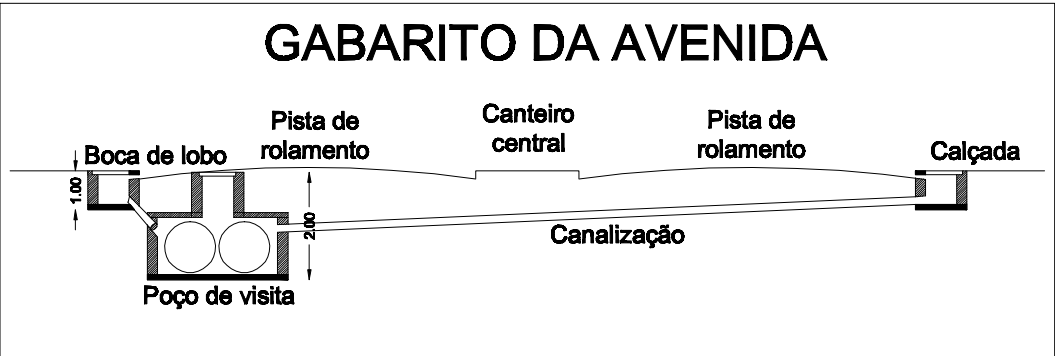 GABARITO DA AVENIDA
Pista de
rolamento
Canteiro
central
Pista de
rolamento
Boca de lobo
Calçada
1.00
2.00
Canalização
Poço de visita